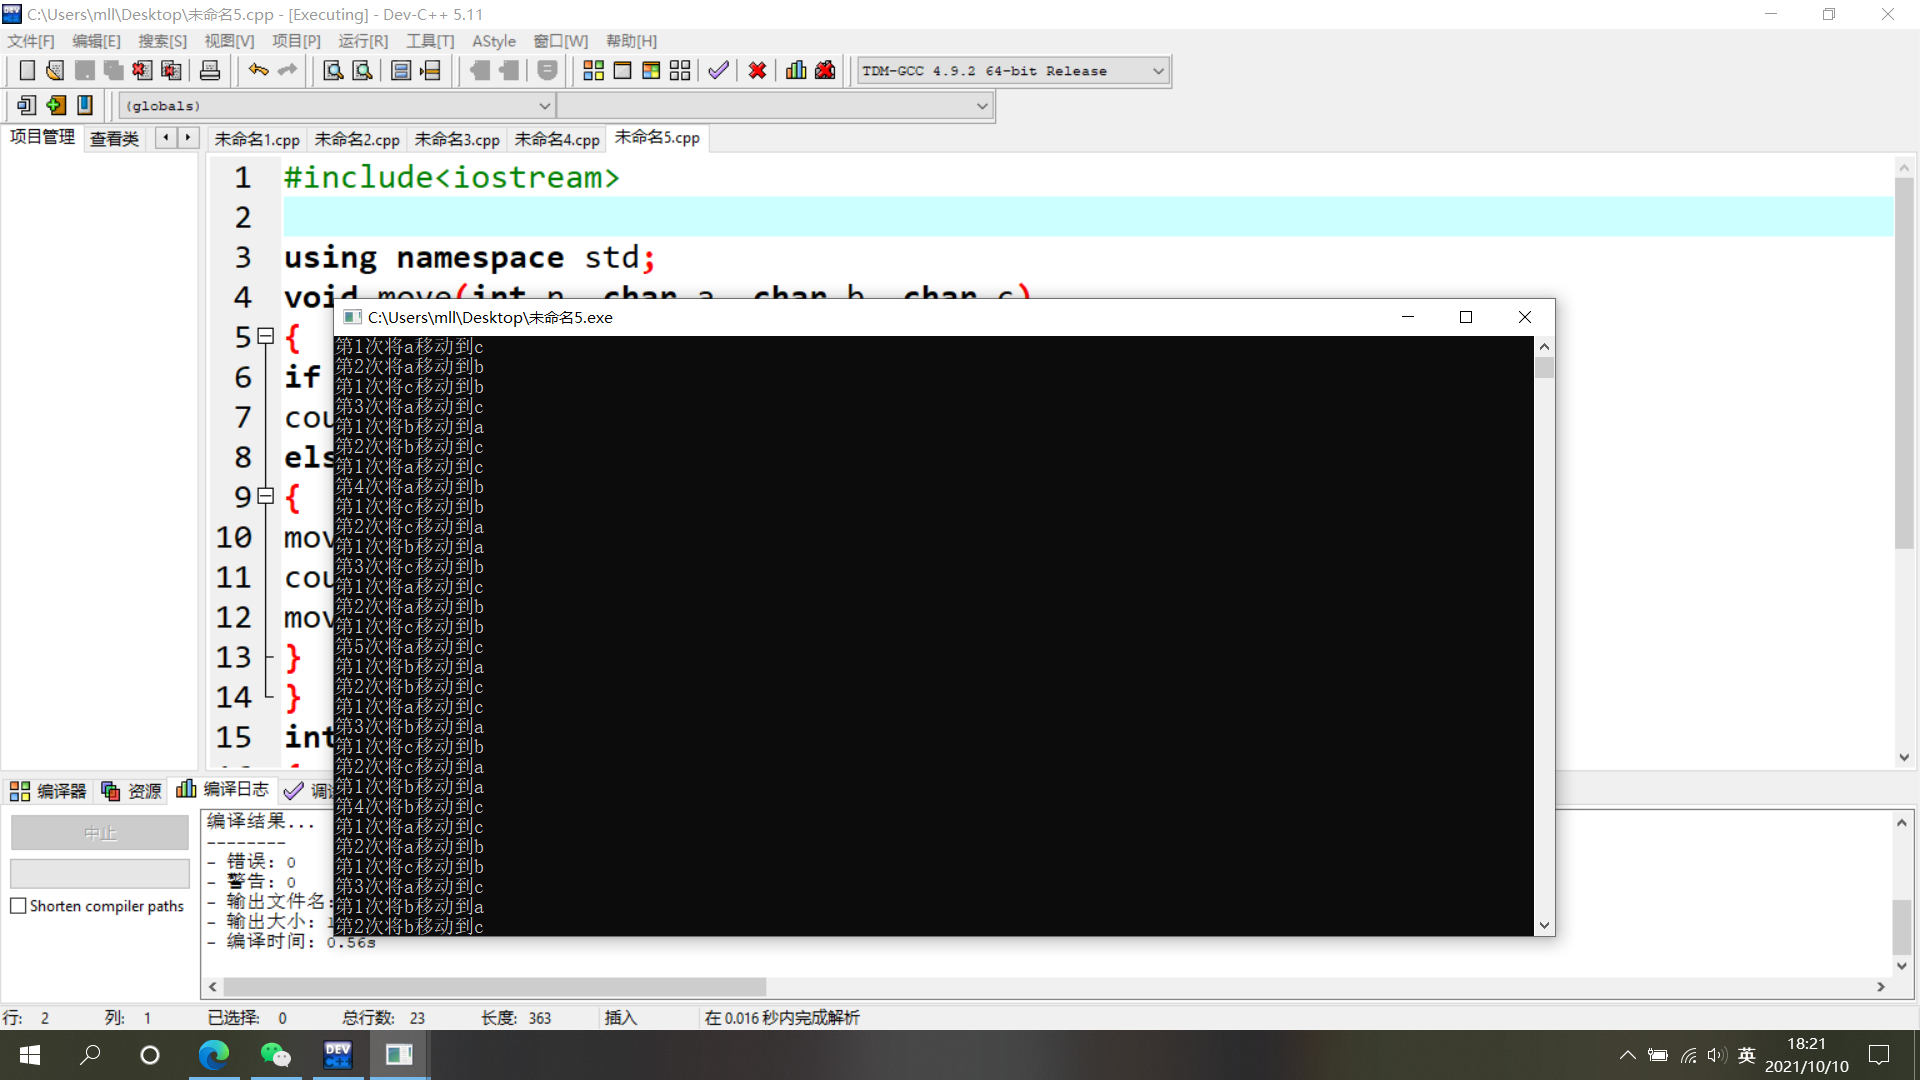 C:\Users\mll\Desktop\未命名5.cpp - [Executing] - Dev-C++ 5.11
文件[F] 编辑[E] 搜索[S] 视图[V] 项目[P] 运行[R] 工具[T] AStyle 窗口[W] 帮助[H]
TDM-GCC 4.9.2 64-bit Release
(globals)
项目管理 查看类 未命名1.cpp 未命名2.cpp 未命名3.cpp 未命名4.cpp 未命名5.cpp
1 #include<iostream>
2
3 using namespace std;
4 void move(int n, char a, char b, char c)
5 {
6 if
7 cou
8 els
9 {
10 mov
11 cou
12 mov
13 }
14 }
15 int
C:\Users\mll\Desktop\未命名5.exe
第1次将a移动到c
第2次将a移动到b
第1次将c移动到b
第3次将a移动到c
第1次将b移动到a
第2次将b移动到c
第1次将a移动到c
第4次将a移动到b
第1次将c移动到b
第2次将c移动到a
第1次将b移动到a
第3次将c移动到b
第1次将a移动到c
第2次将a移动到b
第1次将c移动到b
第5次将a移动到c
第1次将b移动到a
第2次将b移动到c
第1次将a移动到c
第3次将b移动到a
第1次将c移动到b
第2次将c移动到a
第1次将b移动到a
第4次将b移动到c
第1次将a移动到c
第2次将a移动到b
第1次将c移动到b
第3次将a移动到c
第1次将b移动到a
第2次将b移动到c
编译器 资源 编译日志
中止
Shorten compiler paths
编译结果...
--------
- 错误: 0
- 警告: 0
- 输出文件名:
- 输出大小: 1
- 编译时间: 0.56s
行: 2 列: 1 已选择: 0 总行数: 23 长度: 363 插入 在 0.016 秒内完成解析
DEV C++
英
18:21
2021/10/10